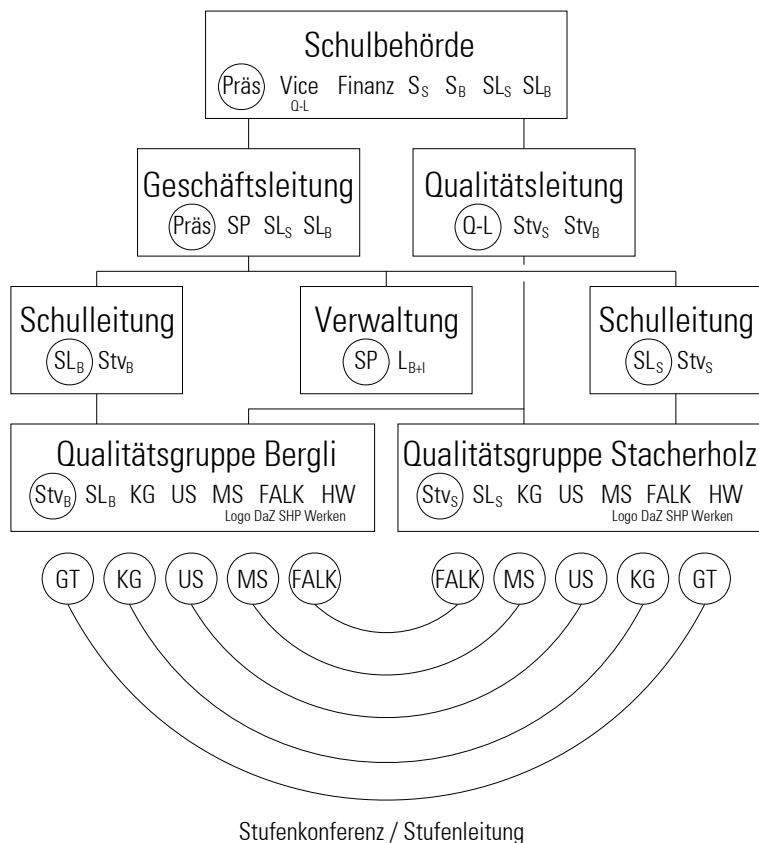 Schulbehörde
Präs Vice Finanz S_S S_B SL_S SL_B
Q-L
Geschäftsleitung
Präs SP SL_S SL_B
Qualitätsleitung
Q-L Stv_S Stv_B
Schulleitung
SL_B Stv_B
Verwaltung
SP L_B+I
Schulleitung
SL_S Stv_S
Qualitätsgruppe Bergli
Stv_B SL_B KG US MS FALK HW
Logo DaZ SHP Werken
Qualitätsgruppe Stacherholz
Stv_S SL_S KG US MS FALK HW
Logo DaZ SHP Werken
GT KG US MS FALK FALK MS US KG GT
Stufenkonferenz / Stufenleitung